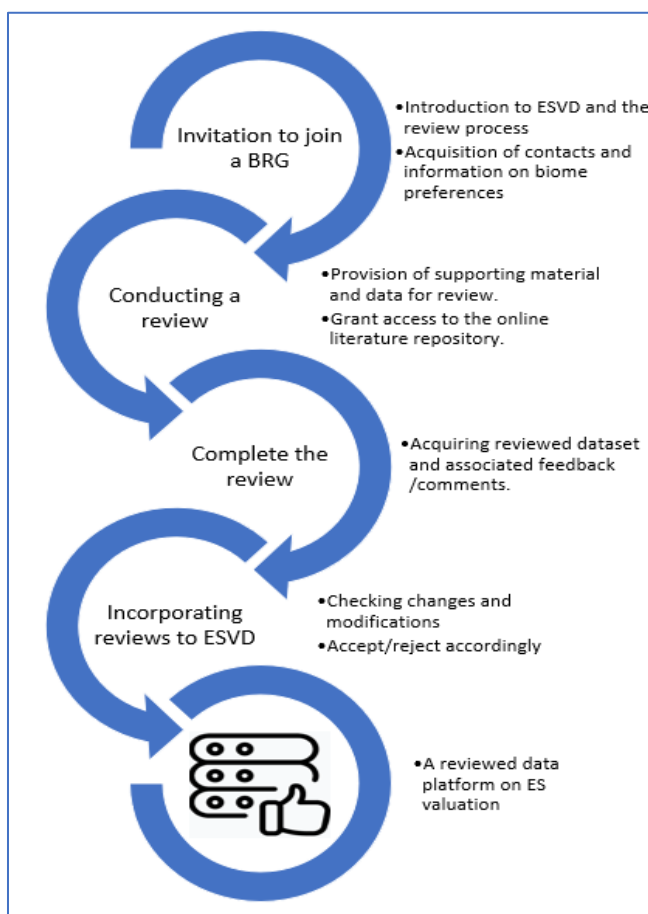 Invitation to join
a BRG
•Introduction to ESVD and the
review process
•Acquisition of contacts and
information on biome
preferences
Conducting a
review
•Provision of supporting material
and data for review.
•Grant access to the online
literature repository.
Complete the
review
•Acquiring reviewed dataset
and associated feedback
/comments.
Incorporating
reviews to ESVD
•Checking changes and
modifications
•Accept/reject accordingly
•A reviewed data
platform on ES
valuation